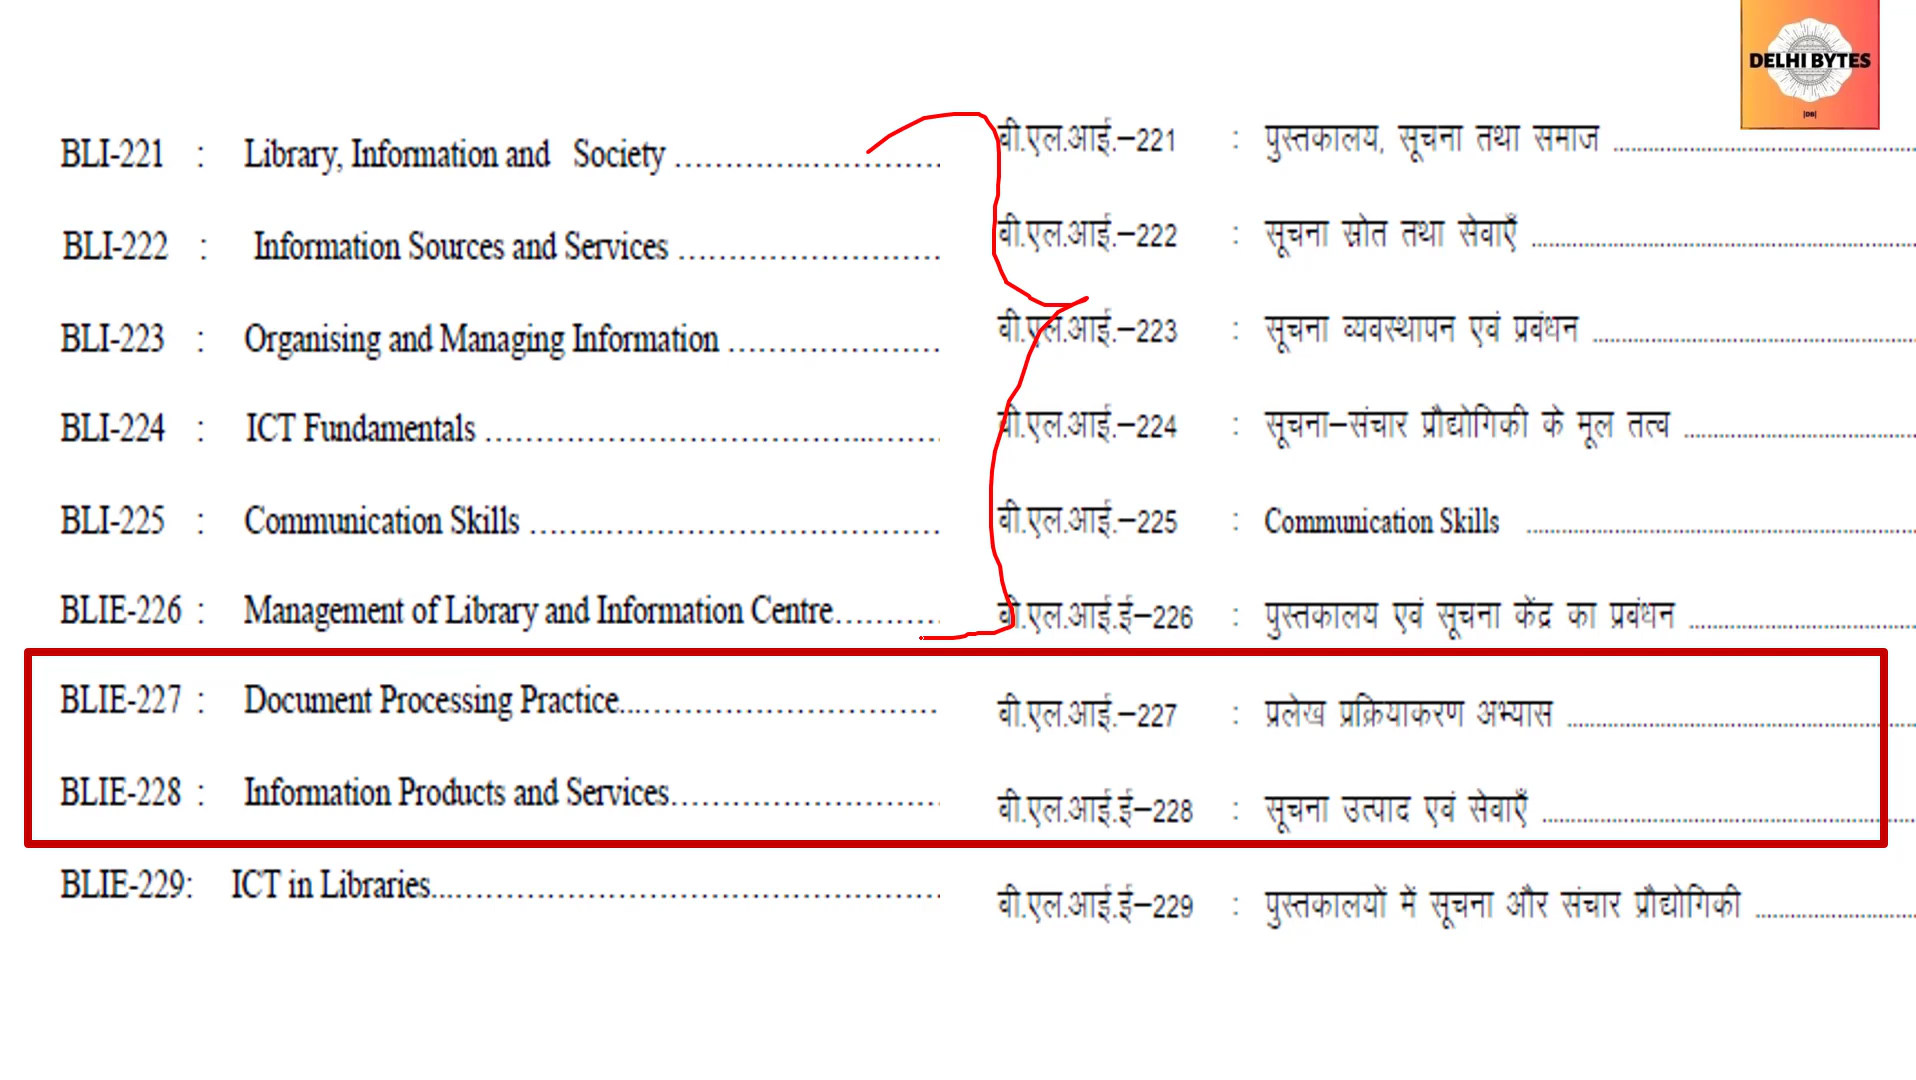 DELHI BYTES
|DB|
BLI-221 : Library, Information and Society ........................
BLI-222 : Information Sources and Services ........................
BLI-223 : Organising and Managing Information ........................
BLI-224 : ICT Fundamentals ........................
BLI-225 : Communication Skills ........................
BLIE-226 : Management of Library and Information Centre...........
BLIE-227 : Document Processing Practice........................
BLIE-228 : Information Products and Services........................
BLIE-229: ICT in Libraries........................
बी.एल.आई.–221 : पुस्तकालय, सूचना तथा समाज ........................
बी.एल.आई.–222 : सूचना स्रोत तथा सेवाएँ ........................
बी.एल.आई.–223 : सूचना व्यवस्थापन एवं प्रबंधन ........................
बी.एल.आई.–224 : सूचना–संचार प्रौद्योगिकी के मूल तत्व ........................
बी.एल.आई.–225 : Communication Skills ........................
बी.एल.आई.ई–226 : पुस्तकालय एवं सूचना केंद्र का प्रबंधन ........................
बी.एल.आई.–227 : प्रलेख प्रक्रियाकरण अभ्यास ........................
बी.एल.आई.ई–228 : सूचना उत्पाद एवं सेवाएँ ........................
बी.एल.आई.ई–229 : पुस्तकालयों में सूचना और संचार प्रौद्योगिकी ........................